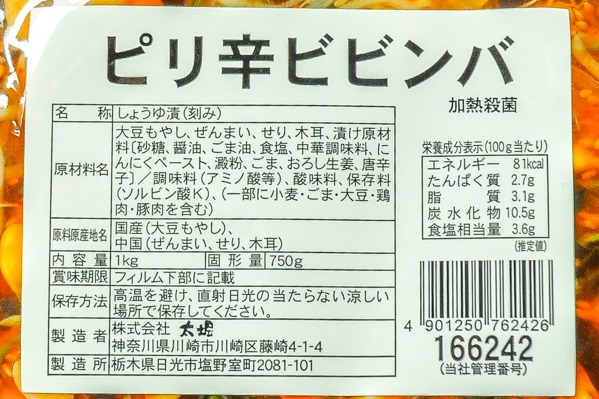 ピリ辛ビビンバ
加熱殺菌
名称 しょうゆ漬(刻み)
原材料名 大豆もやし、ぜんまい、せり、木耳、漬け原材
料〔砂糖、醤油、ごま油、食塩、中華調味料、に
んにくペースト、澱粉、ごま、おろし生姜、唐辛
子〕/調味料(アミノ酸等)、酸味料、保存料
(ソルビン酸K)、(一部に小麦・ごま・大豆・鶏
肉・豚肉を含む)
原料原産地名 国産(大豆もやし)、
中国(ぜんまい、せり、木耳)
内容量 1kg 固形量 750g
賞味期限 フィルム下部に記載
保存方法 高温を避け、直射日光の当たらない涼しい
場所で保存してください。
製造者 株式会社 太堀
神奈川県川崎市川崎区藤崎4-1-4
製造所 栃木県日光市塩野室町2081-101
栄養成分表示(100g当たり)
エネルギー 81kcal
たんぱく質 2.7g
脂質 3.1g
炭水化物 10.5g
食塩相当量 3.6g
(推定値)
4 901250 762426
166242
(当社管理番号)